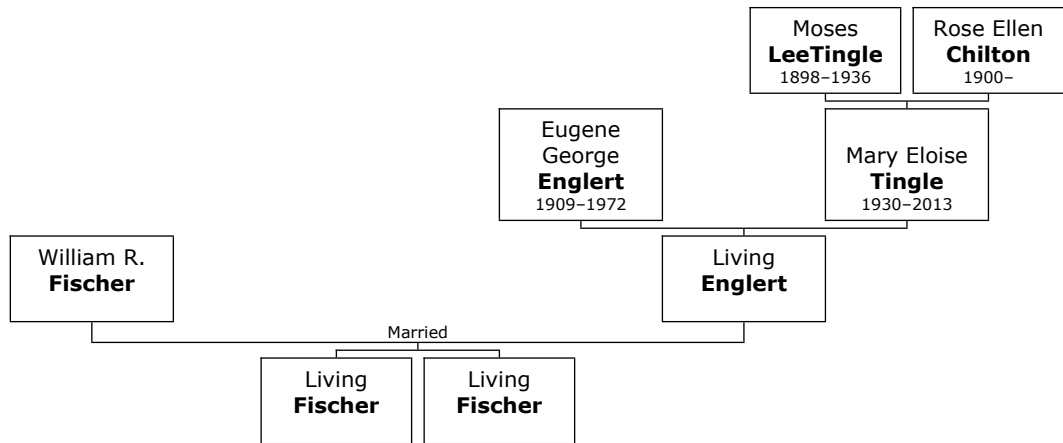 Moses
LeeTingle
1898–1936
Rose Ellen
Chilton
1900–
Eugene
George
Englert
1909–1972
Mary Eloise
Tingle
1930–2013
William R.
Fischer
Living
Englert
Married
Living
Fischer
Living
Fischer